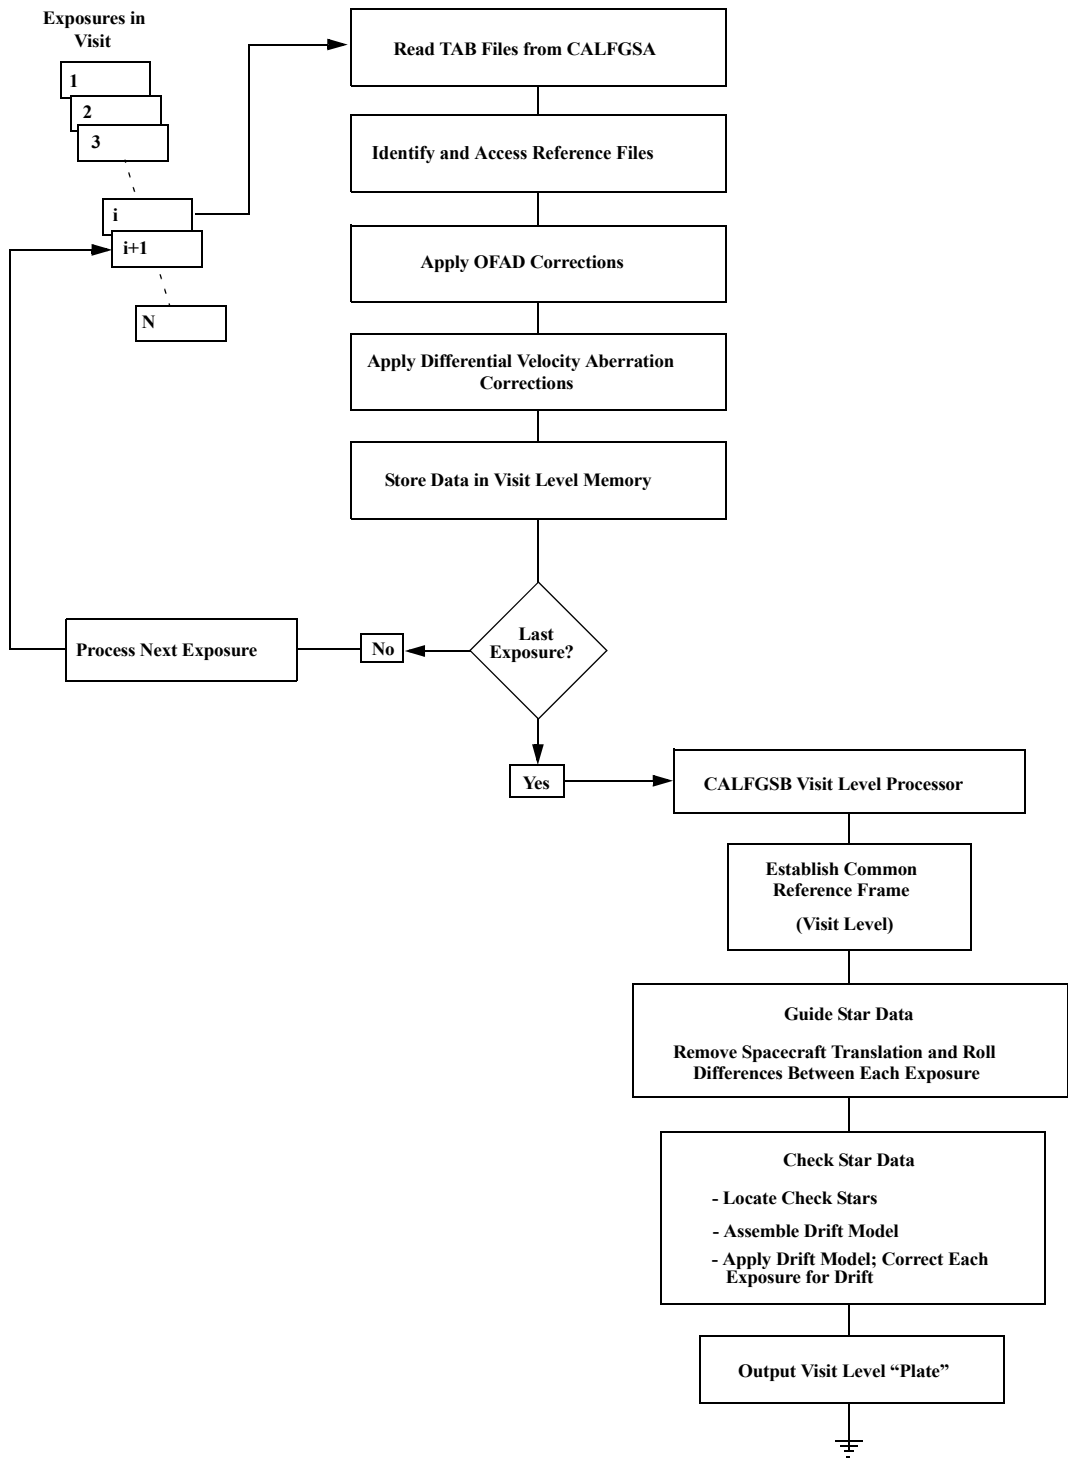 Exposures in
Visit
1
2
3
i
i+1
N
Read TAB Files from CALFGSA
Identify and Access Reference Files
Apply OFAD Corrections
Apply Differential Velocity Aberration
Corrections
Store Data in Visit Level Memory
Last
Exposure?
No
Process Next Exposure
Yes
CALFGSB Visit Level Processor
Establish Common
Reference Frame
(Visit Level)
Guide Star Data
Remove Spacecraft Translation and Roll
Differences Between Each Exposure
Check Star Data
- Locate Check Stars
- Assemble Drift Model
- Apply Drift Model; Correct Each
Exposure for Drift
Output Visit Level “Plate”